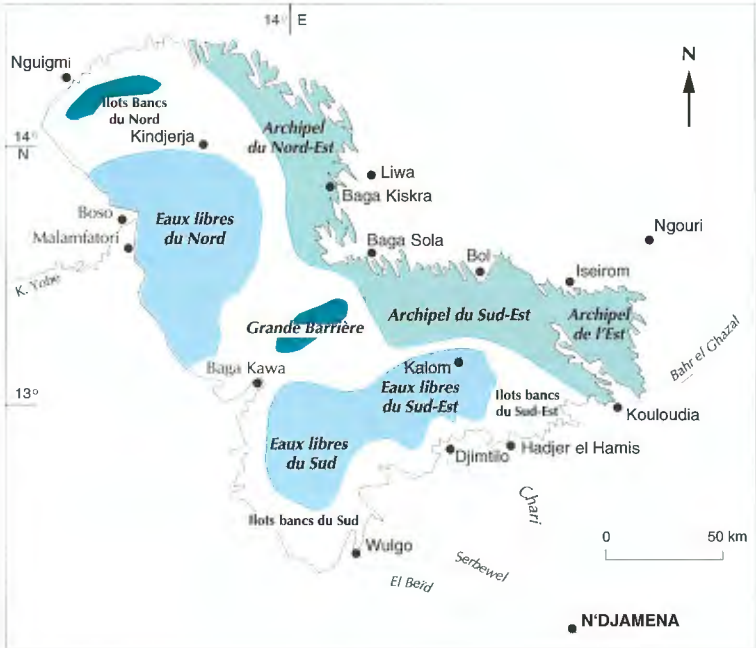 14° E
N
Nguigmi
Ilots Bancs
du Nord
14°
N
Kindjerja
Archipel
du Nord-Est
Liwa
Baga Kiskra
Boso
Malamfatori
Eaux libres
du Nord
Ngouri
Baga Sola
Bol
Iseirom
K. Yobe
Grande Barrière
Archipel du Sud-Est
Archipel
de l'Est
Bahr el Ghazal
Baga Kawa
Kalom
Eaux libres
du Sud-Est
Ilots bancs
du Sud-Est
13°
Kouloudia
Eaux libres
du Sud
Djimtilo
Hadjer el Hamis
Chari
Ilots bancs du Sud
0 50 km
Wulgo
Serbewel
El Beïd
N'DJAMENA